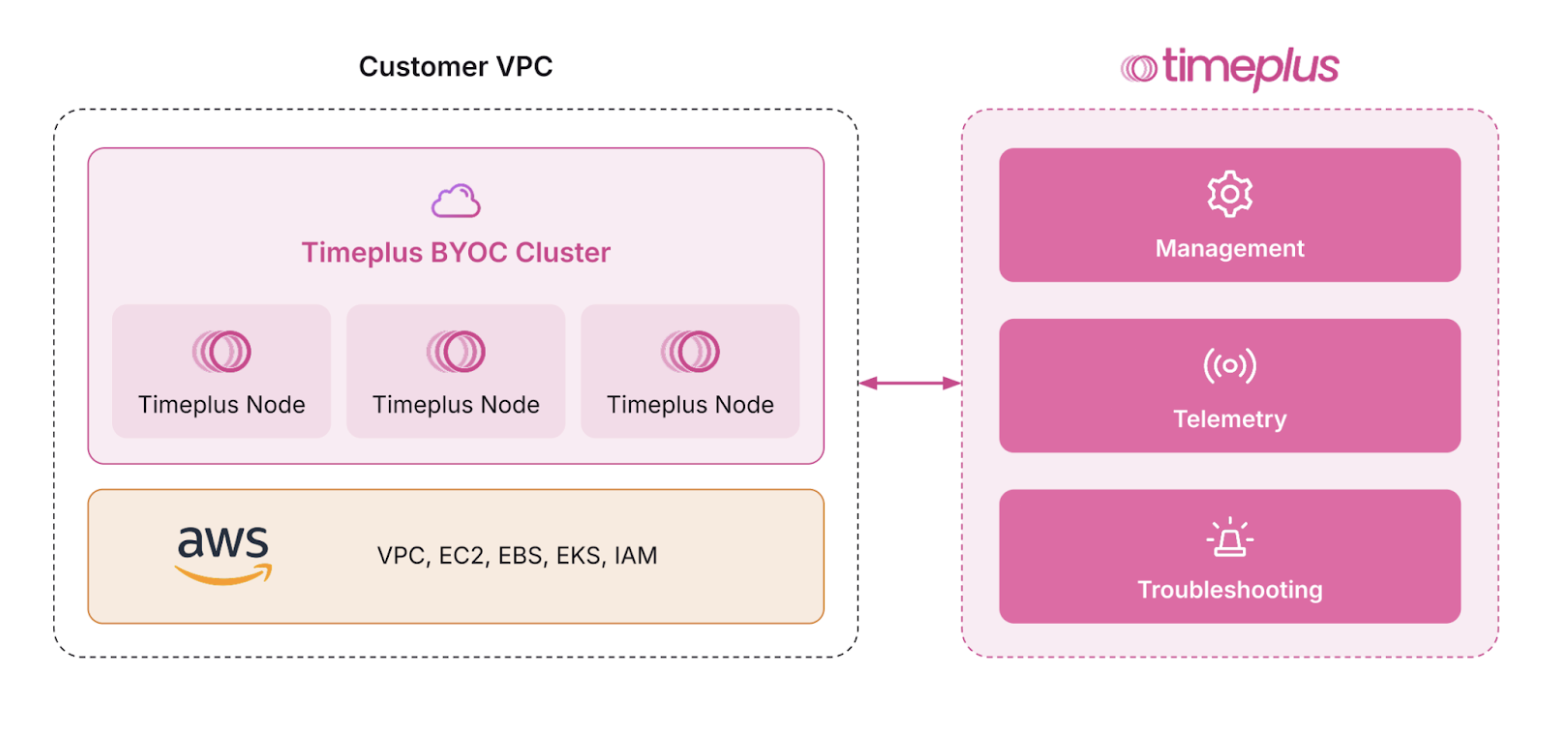 Customer VPC
timeplus
Timeplus BYOC Cluster
Timeplus Node
Timeplus Node
Timeplus Node
aws
VPC, EC2, EBS, EKS, IAM
Management
Telemetry
Troubleshooting